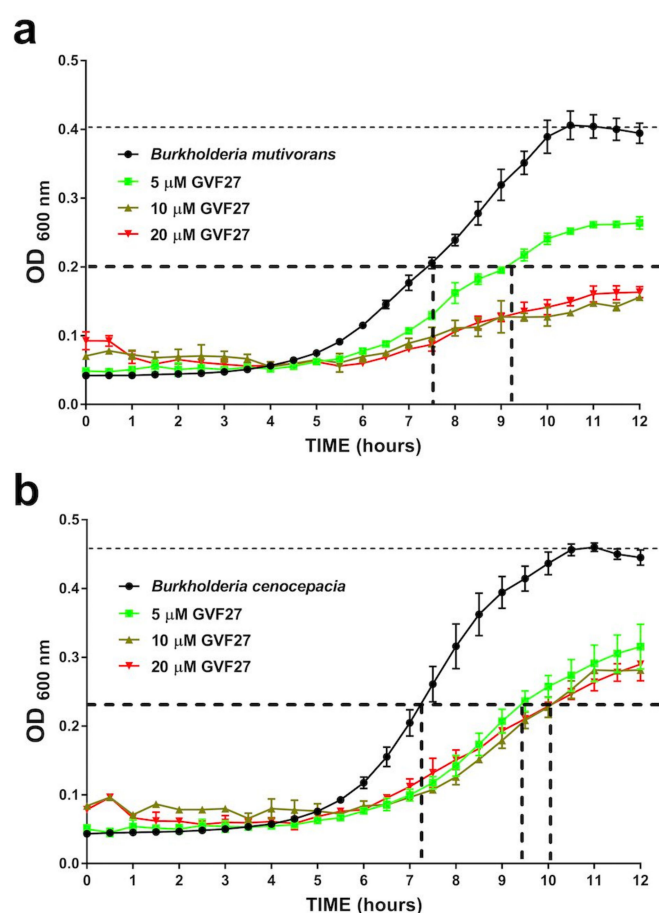 a
0.5
0.4
0.3
0.2
0.1
0.0
OD 600 nm
Burkholderia mutivorans
5 μM GVF27
10 μM GVF27
20 μM GVF27
0 1 2 3 4 5 6 7 8 9 10 11 12
TIME (hours)
b
0.5
0.4
0.3
0.2
0.1
0.0
OD 600 nm
Burkholderia cenocepacia
5 μM GVF27
10 μM GVF27
20 μM GVF27
0 1 2 3 4 5 6 7 8 9 10 11 12
TIME (hours)